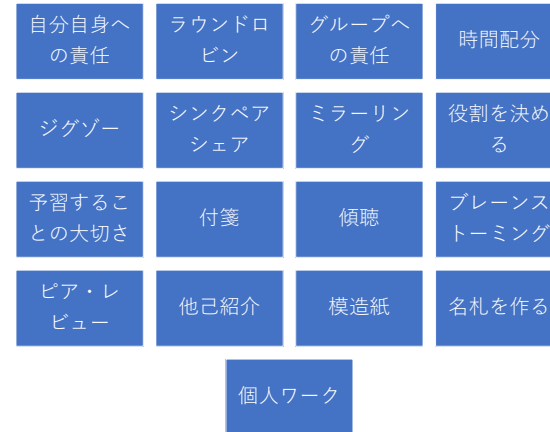 自分自身へ
の責任
ラウンドロ
ビン
グループへ
の責任
時間配分
ジグゾー
シンクペア
シェア
ミラーリン
グ
役割を決め
る
予習するこ
との大切さ
付箋
傾聴
ブレーンス
トーミング
ピア・レ
ビュー
他己紹介
模造紙
名札を作る
個人ワーク